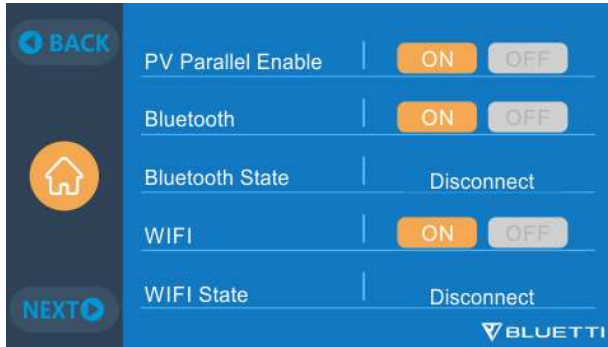 BACK
PV Parallel Enable ON OFF
Bluetooth ON OFF
Bluetooth State Disconnect
WIFI ON OFF
WIFI State Disconnect
NEXT
BLUETTI